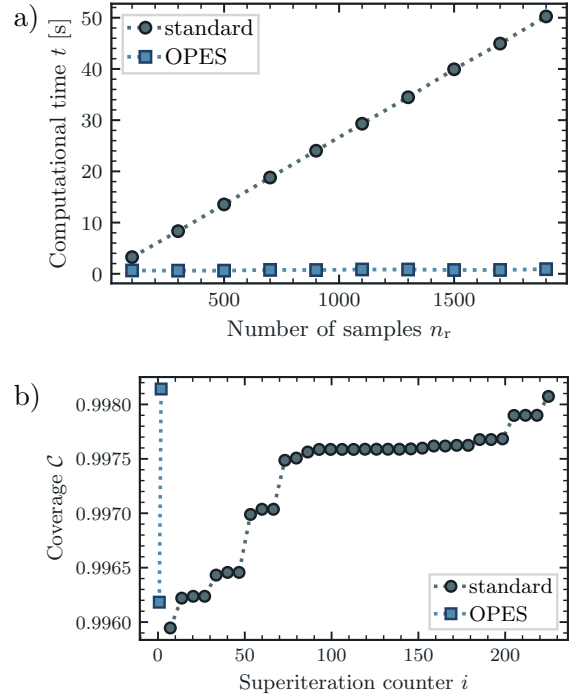 a)
Computational time t [s]
50
40
30
20
10
0
standard
OPES
500
1000
1500
Number of samples nᵣ
b)
Coverage C
0.9980
0.9975
0.9970
0.9965
0.9960
standard
OPES
0
50
100
150
200
Superiteration counter i